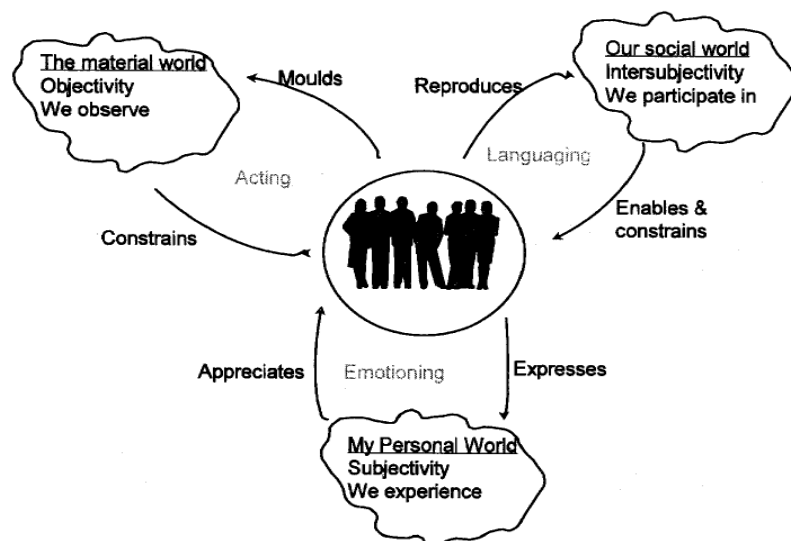 The material world
Objectivity
We observe
Our social world
Intersubjectivity
We participate in
Moulds
Reproduces
Languaging
Acting
Constrains
Enables &
constrains
Appreciates
Emotioning
Expresses
My Personal World
Subjectivity
We experience